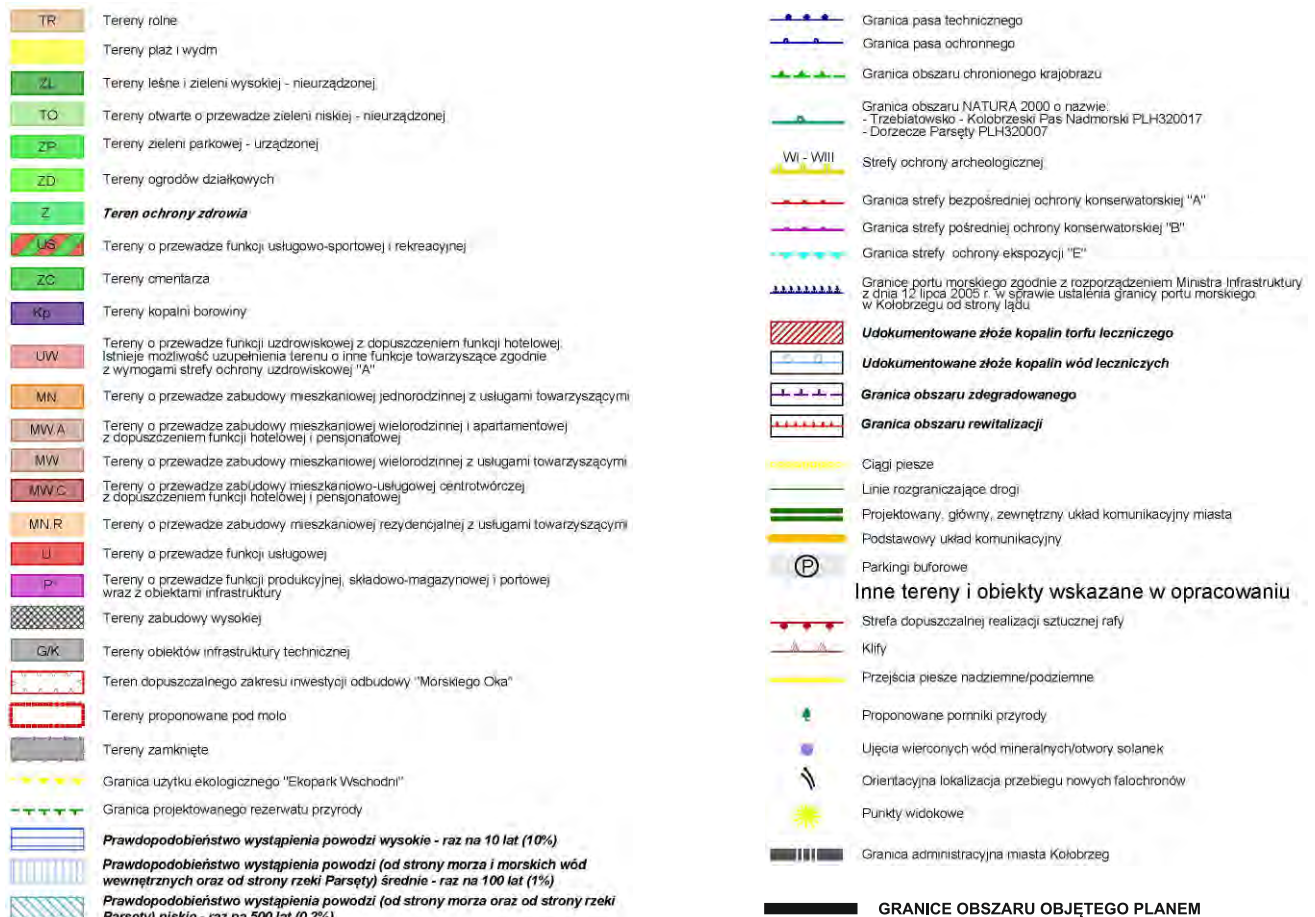 TR Tereny rolne
Tereny plaż i wydm
ZL Tereny leśne i zieleni wysokiej - nieurządzonej
TO Tereny otwarte o przewadze zieleni niskiej - nieurządzonej
ZP Tereny zieleni parkowej - urządzonej
ZD Tereny ogrodów działkowych
Z Teren ochrony zdrowia
US Tereny o przewadze funkcji usługowo-sportowej i rekreacyjnej
ZC Tereny cmentarza
Kp Tereny kopalni borowiny
UW Tereny o przewadze funkcji uzdrowiskowej z dopuszczeniem funkcji hotelowej.
Istnieje możliwość uzupełnienia terenu o inne funkcje towarzyszące zgodnie
z wymogami strefy ochrony uzdrowiskowej "A"
MN Tereny o przewadze zabudowy mieszkaniowej jednorodzinnej z usługami towarzyszącymi
MW.A Tereny o przewadze zabudowy mieszkaniowej wielorodzinnej i apartamentowej
z dopuszczeniem funkcji hotelowej i pensjonatowej
MW Tereny o przewadze zabudowy mieszkaniowej wielorodzinnej z usługami towarzyszącymi
MW.C Tereny o przewadze zabudowy mieszkaniowo-usługowej centrotwórczej
z dopuszczeniem funkcji hotelowej i pensjonatowej
MN.R Tereny o przewadze zabudowy mieszkaniowej rezydencjalnej z usługami towarzyszącymi
U Tereny o przewadze funkcji usługowej
P Tereny o przewadze funkcji produkcyjnej, składowo-magazynowej i portowej
wraz z obiektami infrastruktury
Tereny zabudowy wysokiej
G/K Tereny obiektów infrastruktury technicznej
Teren dopuszczalnego zakresu inwestycji odbudowy "Morskiego Oka"
Tereny proponowane pod molo
Tereny zamknięte
Granica użytku ekologicznego "Ekopark Wschodni"
Granica projektowanego rezerwatu przyrody
Prawdopodobieństwo wystąpienia powodzi wysokie - raz na 10 lat (10%)
Prawdopodobieństwo wystąpienia powodzi (od strony morza i morskich wód
wewnętrznych oraz od strony rzeki Parsęty) średnie - raz na 100 lat (1%)
Prawdopodobieństwo wystąpienia powodzi (od strony morza oraz od strony rzeki
Parsęty) niskie - raz na 500 lat (0,2%)
Granica pasa technicznego
Granica pasa ochronnego
Granica obszaru chronionego krajobrazu
Granica obszaru NATURA 2000 o nazwie:
- Trzebiatowsko - Kołobrzeski Pas Nadmorski PLH320017
- Dorzecze Parsęty PLH320007
WI - WIII Strefy ochrony archeologicznej
Granica strefy bezpośredniej ochrony konserwatorskiej "A"
Granica strefy pośredniej ochrony konserwatorskiej "B"
Granica strefy ochrony ekspozycji "E"
Granice portu morskiego zgodnie z rozporządzeniem Ministra Infrastruktury
z dnia 12 lipca 2005 r. w sprawie ustalenia granicy portu morskiego
w Kołobrzegu od strony lądu
Udokumentowane złoże kopalin torfu leczniczego
Udokumentowane złoże kopalin wód leczniczych
Granica obszaru zdegradowanego
Granica obszaru rewitalizacji
Ciągi piesze
Linie rozgraniczające drogi
Projektowany, główny, zewnętrzny układ komunikacyjny miasta
Podstawowy układ komunikacyjny
P Parkingi buforowe
Inne tereny i obiekty wskazane w opracowaniu
Strefa dopuszczalnej realizacji sztucznej rafy
Klify
Przejścia piesze nadziemne/podziemne
Proponowane pomniki przyrody
Ujęcia wierconych wód mineralnych/otwory solanek
Orientacyjna lokalizacja przebiegu nowych falochronów
Punkty widokowe
Granica administracyjna miasta Kołobrzeg
GRANICE OBSZARU OBJĘTEGO PLANEM